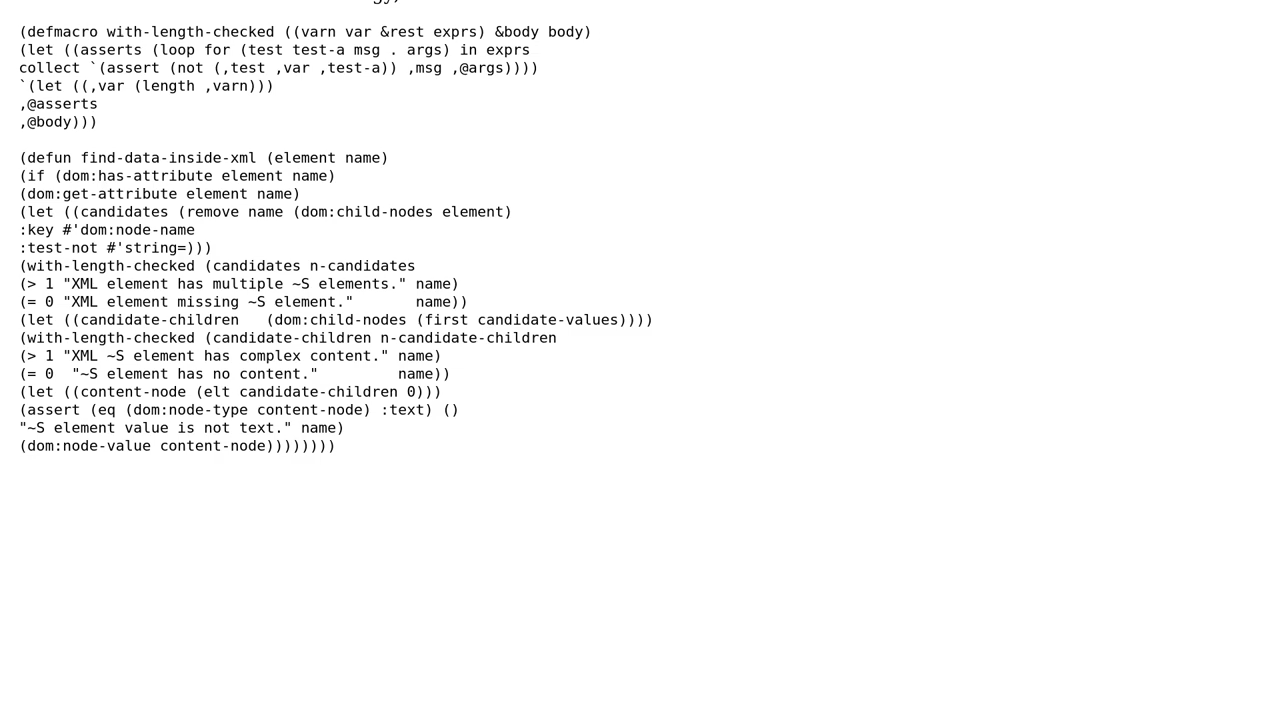 (defmacro with-length-checked ((varn var &rest exprs) &body body)
(let ((asserts (loop for (test test-a msg . args) in exprs
collect `(assert (not (,test ,var ,test-a)) ,msg ,@args))))
`(let ((,var (length ,varn)))
,@asserts
,@body)))
(defun find-data-inside-xml (element name)
(if (dom:has-attribute element name)
(dom:get-attribute element name)
(let ((candidates (remove name (dom:child-nodes element)
:key #'dom:node-name
:test-not #'string=)))
(with-length-checked (candidates n-candidates
(> 1 "XML element has multiple ~S elements." name)
(= 0 "XML element missing ~S element."       name))
(let ((candidate-children   (dom:child-nodes (first candidate-values))))
(with-length-checked (candidate-children n-candidate-children
(> 1 "XML ~S element has complex content." name)
(= 0  "~S element has no content."         name))
(let ((content-node (elt candidate-children 0)))
(assert (eq (dom:node-type content-node) :text) ()
"~S element value is not text." name)
(dom:node-value content-node))))))))